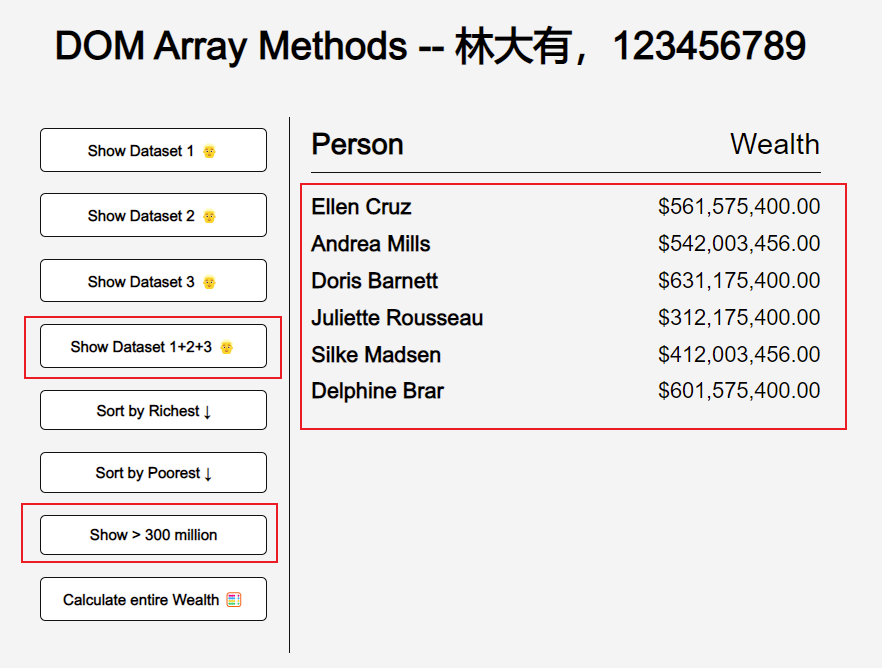 DOM Array Methods -- 林大有，123456789
Show Dataset 1 👴
Show Dataset 2 👴
Show Dataset 3 👴
Show Dataset 1+2+3 👴
Sort by Richest ↓
Sort by Poorest ↓
Show > 300 million
Calculate entire Wealth 🧮
Person Wealth
Ellen Cruz $561,575,400.00
Andrea Mills $542,003,456.00
Doris Barnett $631,175,400.00
Juliette Rousseau $312,175,400.00
Silke Madsen $412,003,456.00
Delphine Brar $601,575,400.00